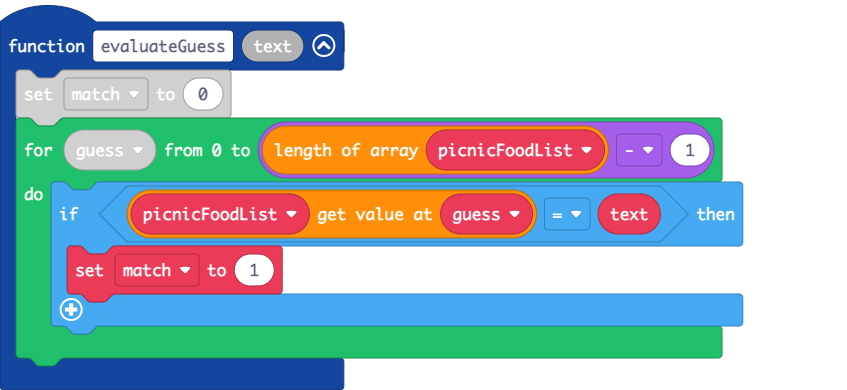 function evaluateGuess text
set match to 0
for guess from 0 to length of array picnicFoodList - 1
do
if picnicFoodList get value at guess = text then
set match to 1